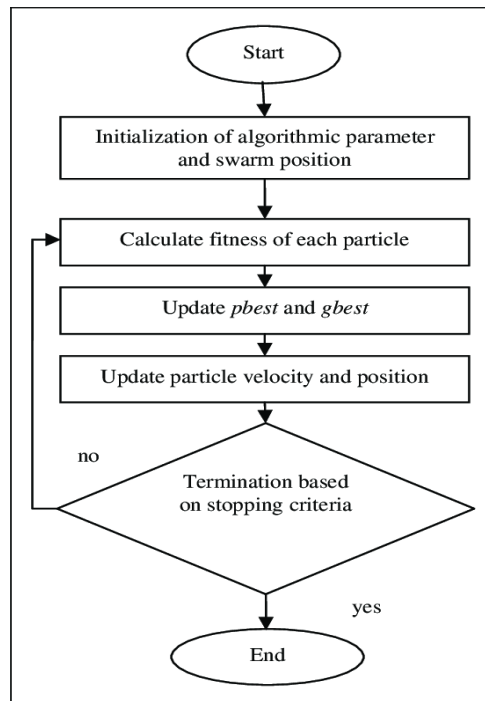 Start
Initialization of algorithmic parameter
and swarm position
Calculate fitness of each particle
Update pbest and gbest
Update particle velocity and position
no
Termination based
on stopping criteria
yes
End